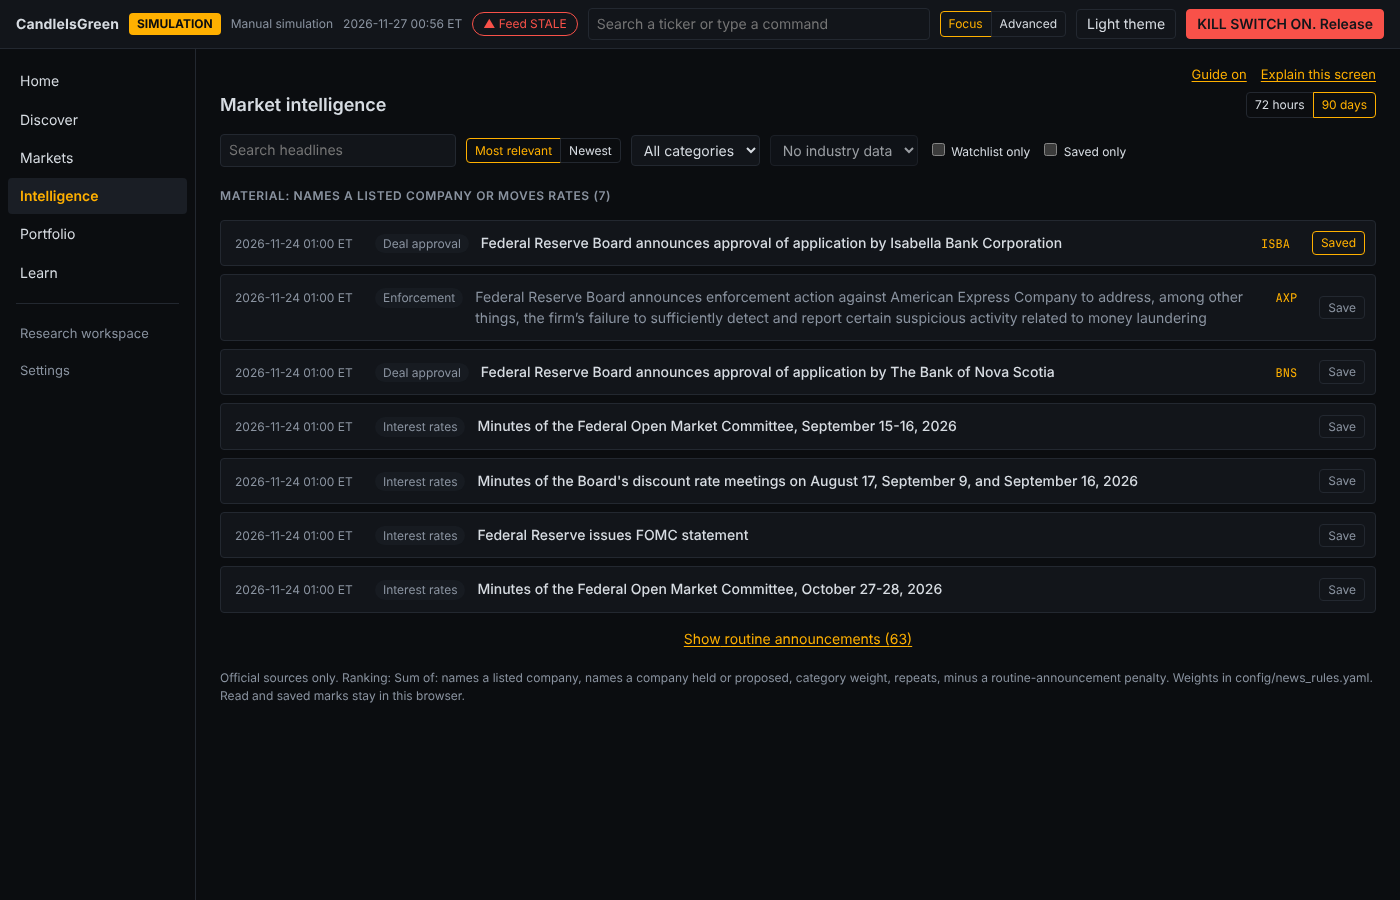 CandleIsGreen SIMULATION Manual simulation 2026-11-27 00:56 ET ▲ Feed STALE Search a ticker or type a command Focus Advanced Light theme KILL SWITCH ON. Release
Home
Discover
Markets
Intelligence
Portfolio
Learn
Research workspace
Settings
Guide on Explain this screen
Market intelligence 72 hours 90 days
Search headlines Most relevant Newest All categories No industry data Watchlist only Saved only
MATERIAL: NAMES A LISTED COMPANY OR MOVES RATES (7)
2026-11-24 01:00 ET Deal approval Federal Reserve Board announces approval of application by Isabella Bank Corporation ISBA Saved
2026-11-24 01:00 ET Enforcement Federal Reserve Board announces enforcement action against American Express Company to address, among other AXP Save
things, the firm’s failure to sufficiently detect and report certain suspicious activity related to money laundering
2026-11-24 01:00 ET Deal approval Federal Reserve Board announces approval of application by The Bank of Nova Scotia BNS Save
2026-11-24 01:00 ET Interest rates Minutes of the Federal Open Market Committee, September 15-16, 2026 Save
2026-11-24 01:00 ET Interest rates Minutes of the Board's discount rate meetings on August 17, September 9, and September 16, 2026 Save
2026-11-24 01:00 ET Interest rates Federal Reserve issues FOMC statement Save
2026-11-24 01:00 ET Interest rates Minutes of the Federal Open Market Committee, October 27-28, 2026 Save
Show routine announcements (63)
Official sources only. Ranking: Sum of: names a listed company, names a company held or proposed, category weight, repeats, minus a routine-announcement penalty. Weights in config/news_rules.yaml.
Read and saved marks stay in this browser.